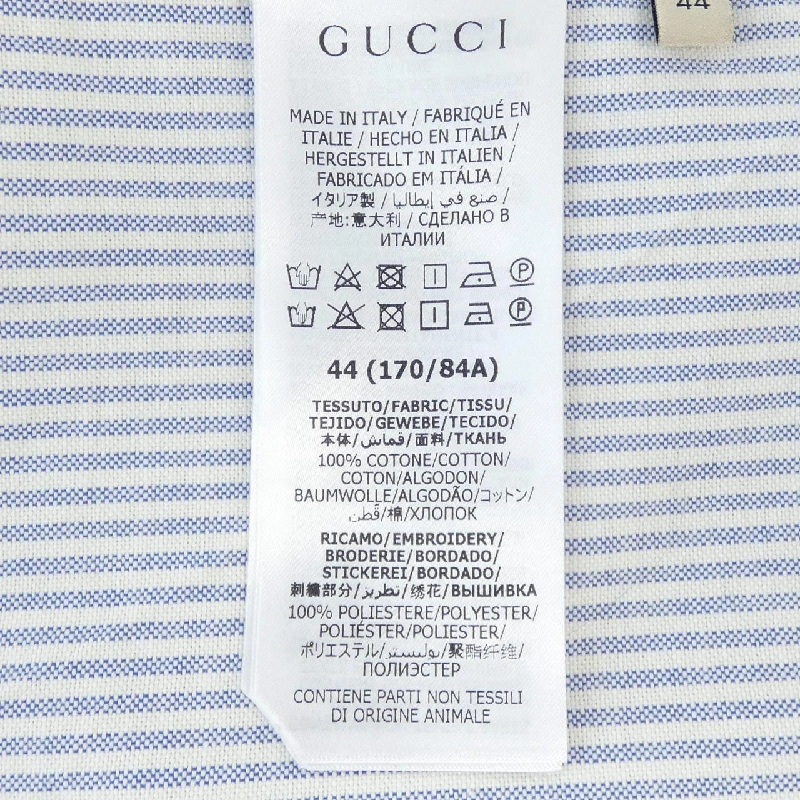 44
GUCCI
MADE IN ITALY / FABRIQUÉ EN
ITALIE / HECHO EN ITALIA /
HERGESTELLT IN ITALIEN /
FABRICADO EM ITÁLIA /
イタリア製 / صنع في إيطاليا /
产地:意大利 / СДЕЛАНО В
ИТАЛИИ
P
P
44 (170/84A)
TESSUTO/FABRIC/TISSU/
TEJIDO/GEWEBE/TECIDO/
本体/قماش/面料/ТКАНЬ
100% COTONE/COTTON/
COTON/ALGODON/
BAUMWOLLE/ALGODÃO/コットン/
قطن/棉/ХЛОПОК
RICAMO/EMBROIDERY/
BRODERIE/BORDADO/
STICKEREI/BORDADO/
刺繍部分/تطريز/绣花/ВЫШИВКА
100% POLIESTERE/POLYESTER/
POLIÉSTER/POLIESTER/
ポリエステル/بوليستر/聚酯纤维/
ПОЛИЭСТЕР
CONTIENE PARTI NON TESSILI
DI ORIGINE ANIMALE